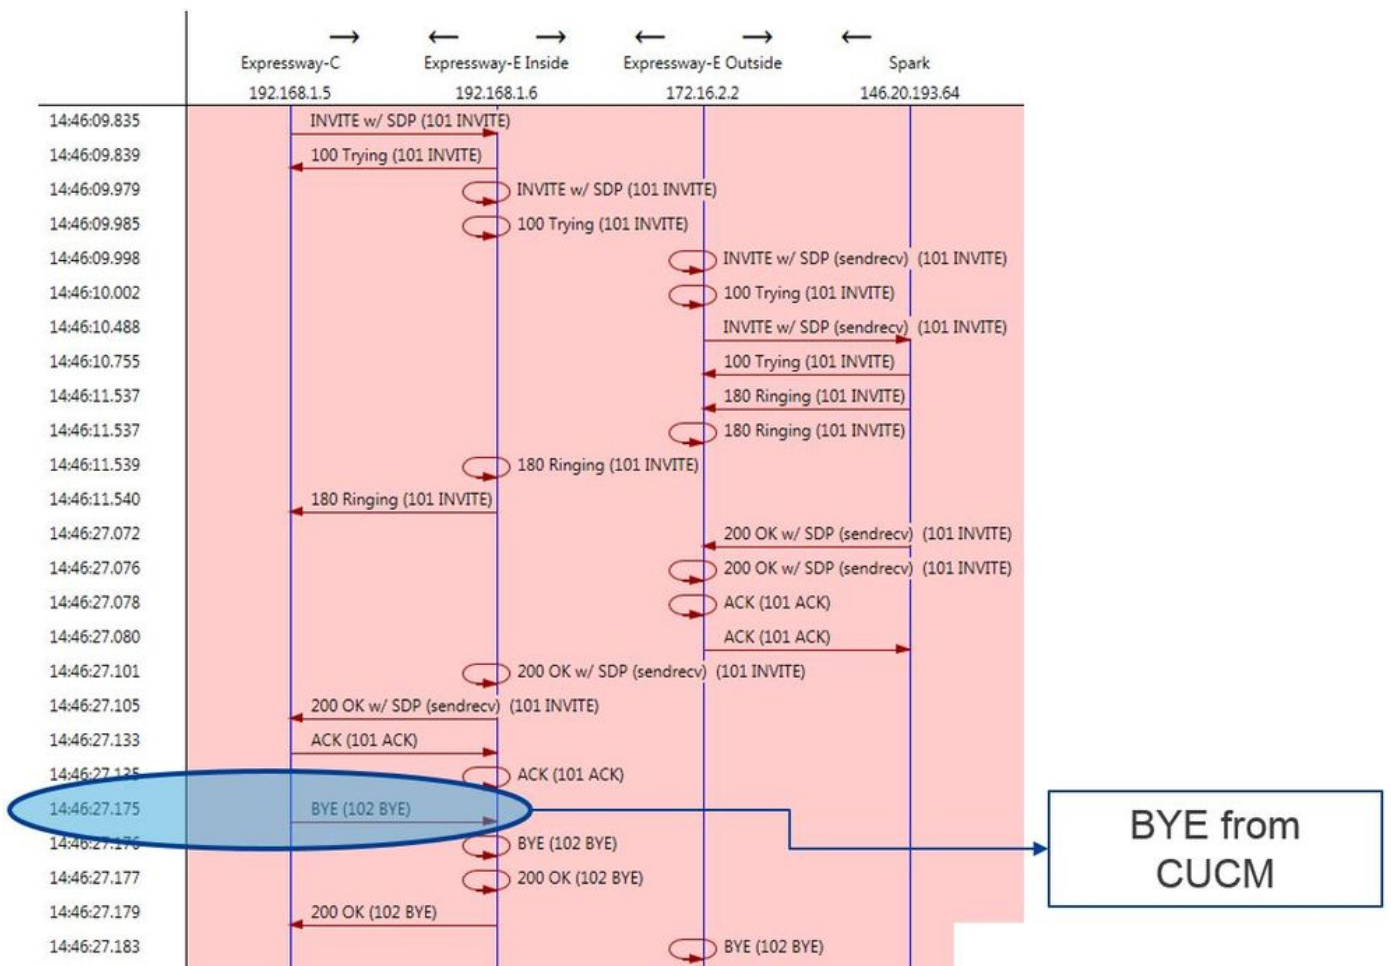 Expressway-C Expressway-E Inside Expressway-E Outside Spark
192.168.1.5 192.168.1.6 172.16.2.2 146.20.193.64
14:46:09.835 INVITE w/ SDP (101 INVITE)
14:46:09.839 100 Trying (101 INVITE)
14:46:09.979 INVITE w/ SDP (101 INVITE)
14:46:09.985 100 Trying (101 INVITE)
14:46:09.998 INVITE w/ SDP (sendrecv) (101 INVITE)
14:46:10.002 100 Trying (101 INVITE)
14:46:10.488 INVITE w/ SDP (sendrecv) (101 INVITE)
14:46:10.755 100 Trying (101 INVITE)
14:46:11.537 180 Ringing (101 INVITE)
14:46:11.537 180 Ringing (101 INVITE)
14:46:11.539 180 Ringing (101 INVITE)
14:46:11.540 180 Ringing (101 INVITE)
14:46:27.072 200 OK w/ SDP (sendrecv) (101 INVITE)
14:46:27.076 200 OK w/ SDP (sendrecv) (101 INVITE)
14:46:27.078 ACK (101 ACK)
14:46:27.080 ACK (101 ACK)
14:46:27.101 200 OK w/ SDP (sendrecv) (101 INVITE)
14:46:27.105 200 OK w/ SDP (sendrecv) (101 INVITE)
14:46:27.133 ACK (101 ACK)
14:46:27.135 ACK (101 ACK)
14:46:27.175 BYE (102 BYE)
14:46:27.176 BYE (102 BYE)
14:46:27.177 200 OK (102 BYE)
14:46:27.179 200 OK (102 BYE)
14:46:27.183 BYE (102 BYE)
BYE from
CUCM